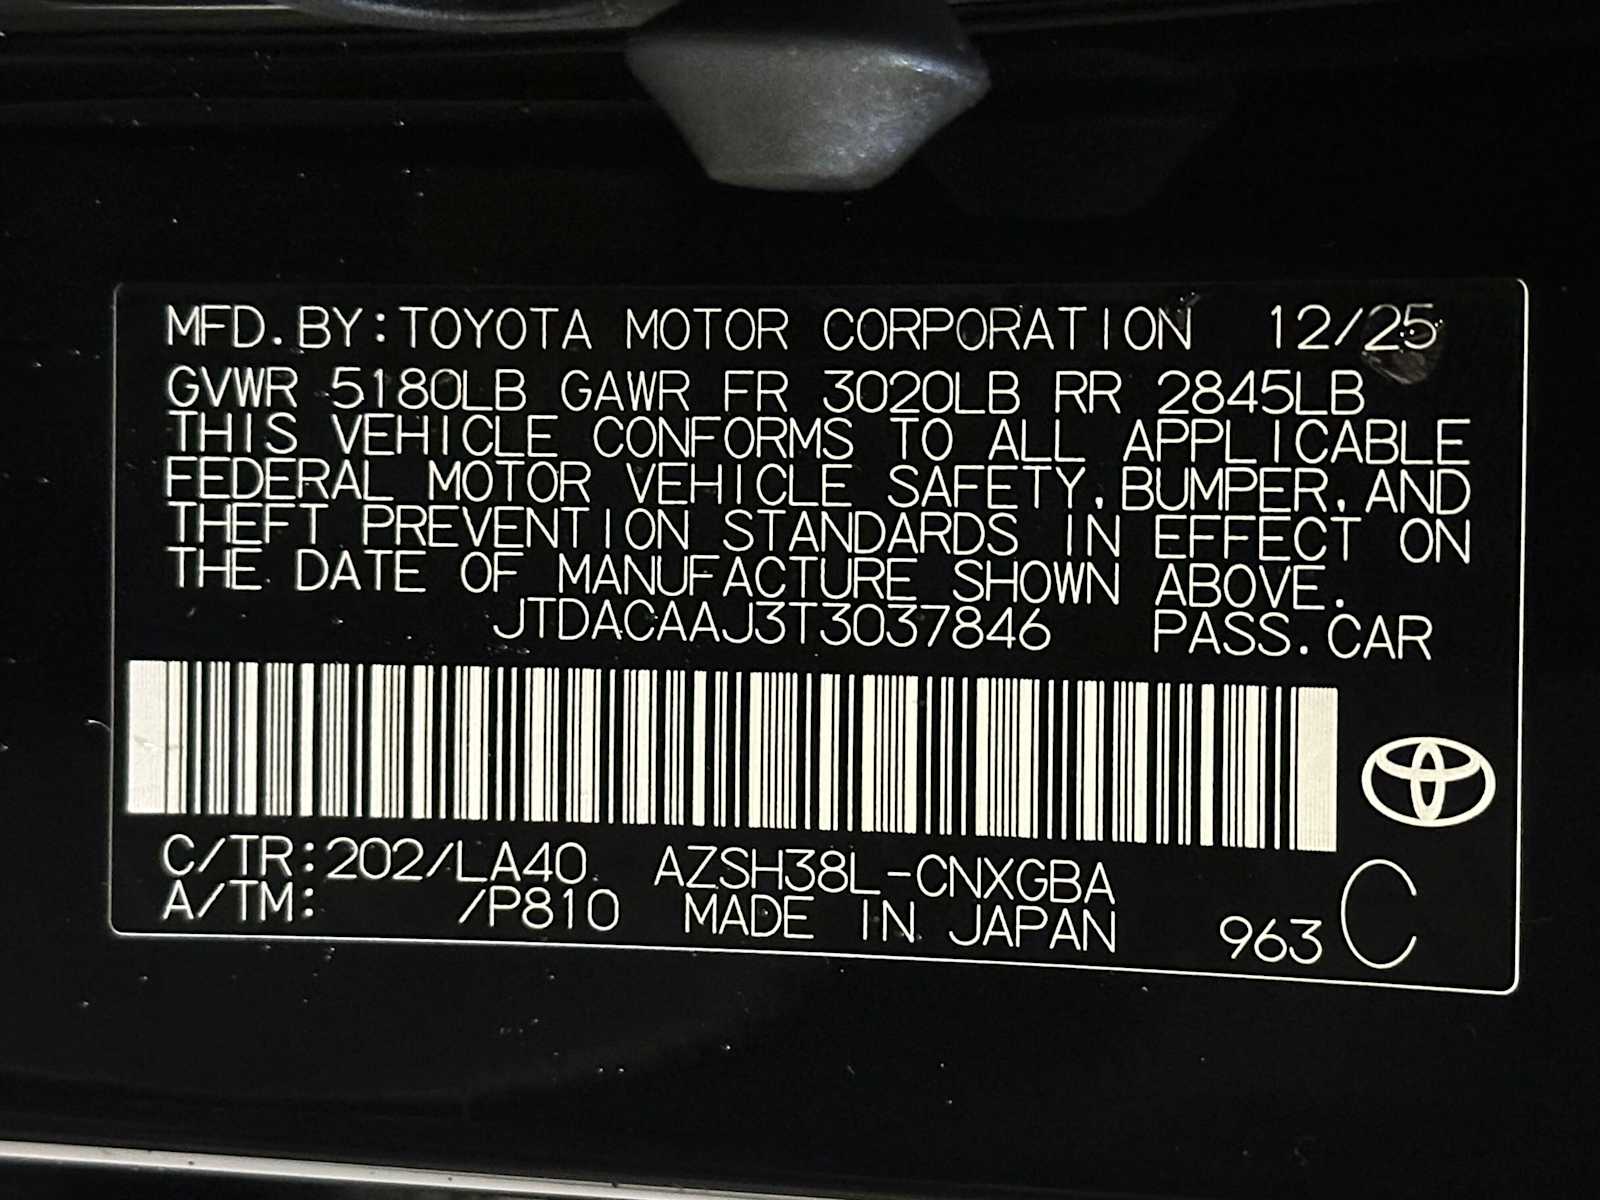 MFD.BY:TOYOTA MOTOR CORPORATION 12/25
GVWR 5180LB GAWR FR 3020LB RR 2845LB
THIS VEHICLE CONFORMS TO ALL APPLICABLE
FEDERAL MOTOR VEHICLE SAFETY,BUMPER,AND
THEFT PREVENTION STANDARDS IN EFFECT ON
THE DATE OF MANUFACTURE SHOWN ABOVE.
JTDACAAJ3T3037846 PASS.CAR
C/TR:202/LA40 AZSH38L-CNXGBA
A/TM: /P810 MADE IN JAPAN 963 C